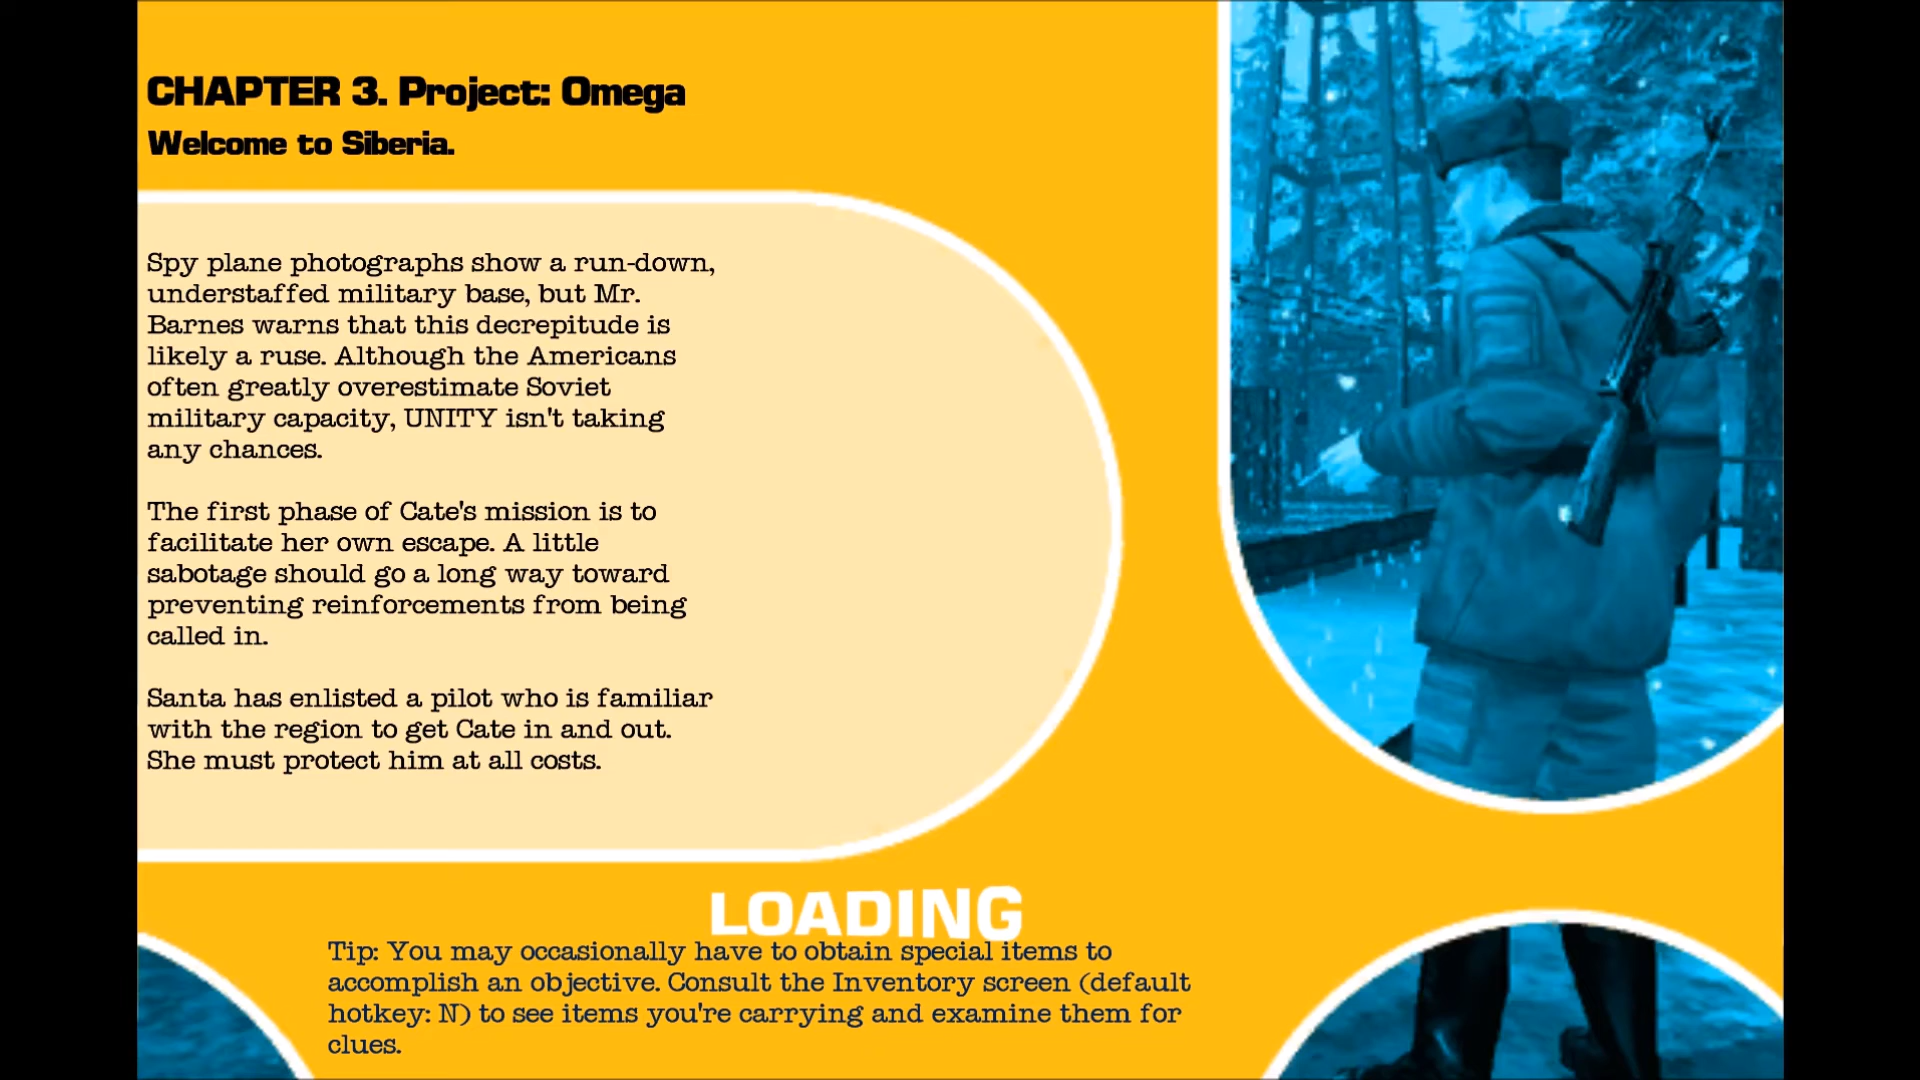 CHAPTER 3. Project: Omega
Welcome to Siberia.
Spy plane photographs show a run-down,
understaffed military base, but Mr.
Barnes warns that this decrepitude is
likely a ruse. Although the Americans
often greatly overestimate Soviet
military capacity, UNITY isn't taking
any chances.
The first phase of Cate's mission is to
facilitate her own escape. A little
sabotage should go a long way toward
preventing reinforcements from being
called in.
Santa has enlisted a pilot who is familiar
with the region to get Cate in and out.
She must protect him at all costs.
LOADING
Tip: You may occasionally have to obtain special items to
accomplish an objective. Consult the Inventory screen (default
hotkey: N) to see items you're carrying and examine them for
clues.